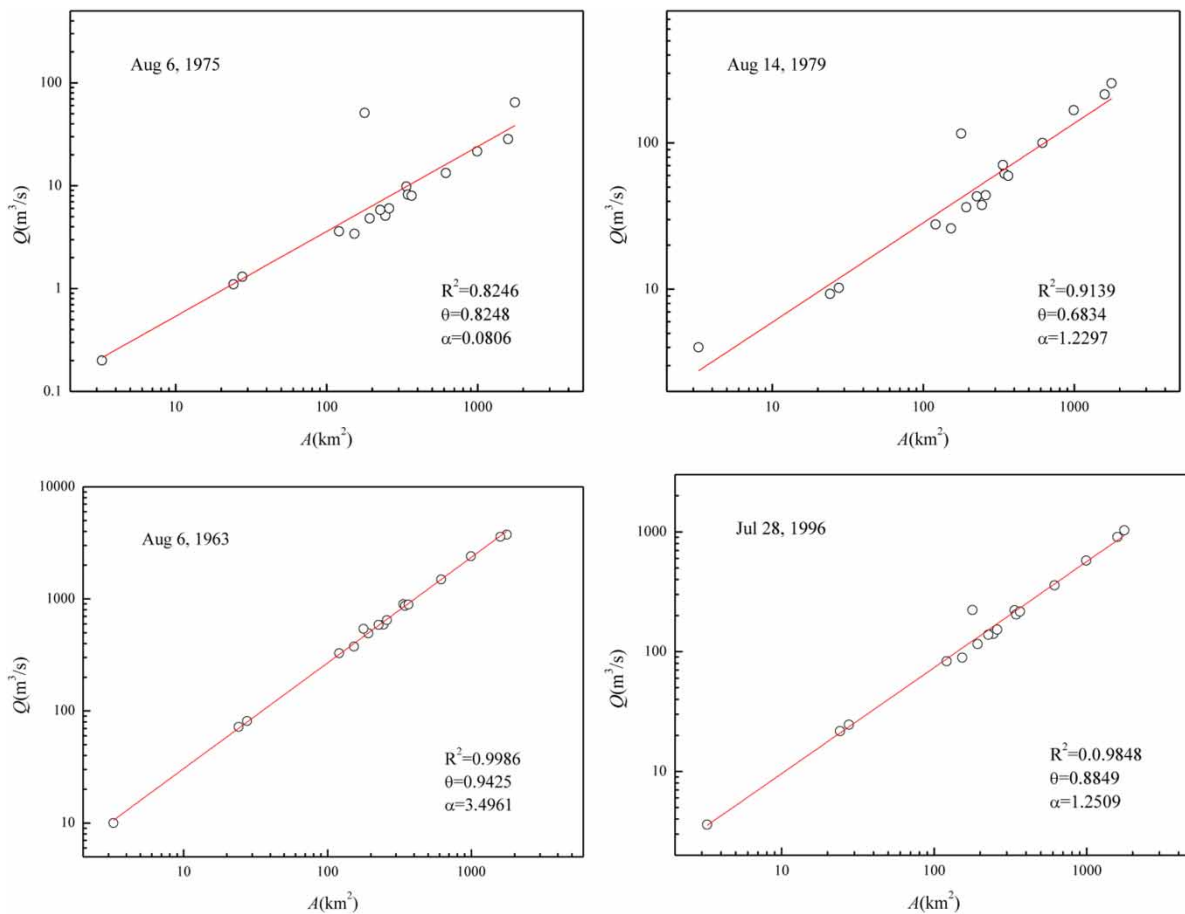 Aug 6, 1975
Q(m³/s)
100
10
1
0.1
R²=0.8246
θ=0.8248
α=0.0806
10
100
1000
A(km²)
Aug 14, 1979
Q(m³/s)
100
10
R²=0.9139
θ=0.6834
α=1.2297
10
100
1000
A(km²)
Aug 6, 1963
Q(m³/s)
10000
1000
100
10
R²=0.9986
θ=0.9425
α=3.4961
10
100
1000
A(km²)
Jul 28, 1996
Q(m³/s)
1000
100
10
R²=0.0.9848
θ=0.8849
α=1.2509
10
100
1000
A(km²)